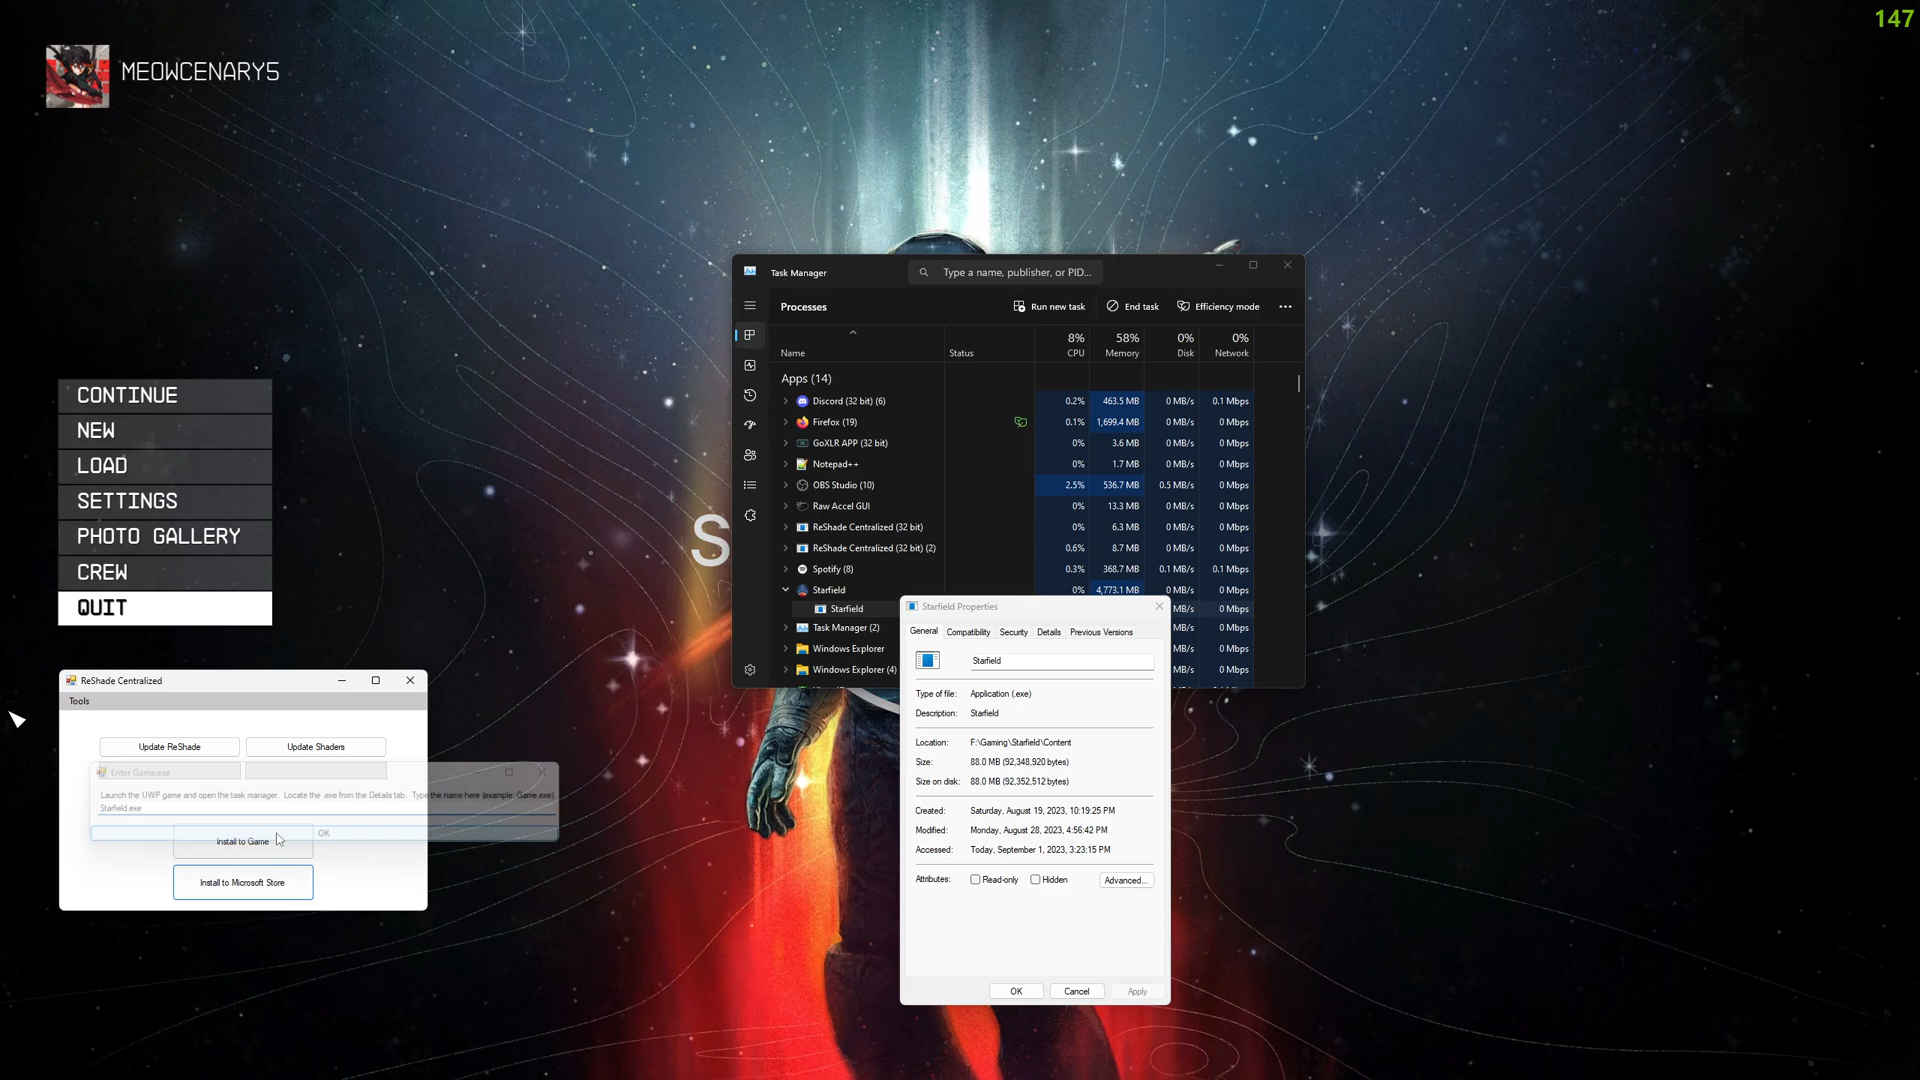 147
MEOWCENARY5
CONTINUE
NEW
LOAD
SETTINGS
PHOTO GALLERY
CREW
QUIT
S
Task Manager
Type a name, publisher, or PID...
Processes
Run new task
End task
Efficiency mode
8% 58% 0% 0%
Name Status CPU Memory Disk Network
Apps (14)
Discord (32 bit) (6) 0.2% 463.5 MB 0 MB/s 0.1 Mbps
Firefox (19) 0.1% 1,699.4 MB 0 MB/s 0 Mbps
GoXLR APP (32 bit) 0% 3.6 MB 0 MB/s 0 Mbps
Notepad++ 0% 1.7 MB 0 MB/s 0 Mbps
OBS Studio (10) 2.5% 536.7 MB 0.5 MB/s 0 Mbps
Raw Accel GUI 0% 13.3 MB 0 MB/s 0 Mbps
ReShade Centralized (32 bit) 0% 6.3 MB 0 MB/s 0 Mbps
ReShade Centralized (32 bit) (2) 0.6% 8.7 MB 0 MB/s 0 Mbps
Spotify (8) 0.3% 368.7 MB 0.1 MB/s 0.1 Mbps
Starfield 0% 4,773.1 MB 0 MB/s 0 Mbps
Starfield MB/s 0 Mbps
Task Manager (2) MB/s 0 Mbps
Windows Explorer MB/s 0 Mbps
Windows Explorer (4) MB/s 0 Mbps
Starfield Properties
General Compatibility Security Details Previous Versions
Starfield
Type of file: Application (.exe)
Description: Starfield
Location: F:\Gaming\Starfield\Content
Size: 88.0 MB (92,348,920 bytes)
Size on disk: 88.0 MB (92,352,512 bytes)
Created: Saturday, August 19, 2023, 10:19:25 PM
Modified: Monday, August 28, 2023, 4:56:42 PM
Accessed: Today, September 1, 2023, 3:23:15 PM
Attributes: Read-only Hidden Advanced...
OK Cancel Apply
ReShade Centralized
Tools
Update ReShade Update Shaders
Enter Game.exe
Launch the UWP game and open the task manager. Locate the .exe from the Details tab. Type the name here (example: Game.exe)
Starfield.exe
OK
Install to Game
Install to Microsoft Store